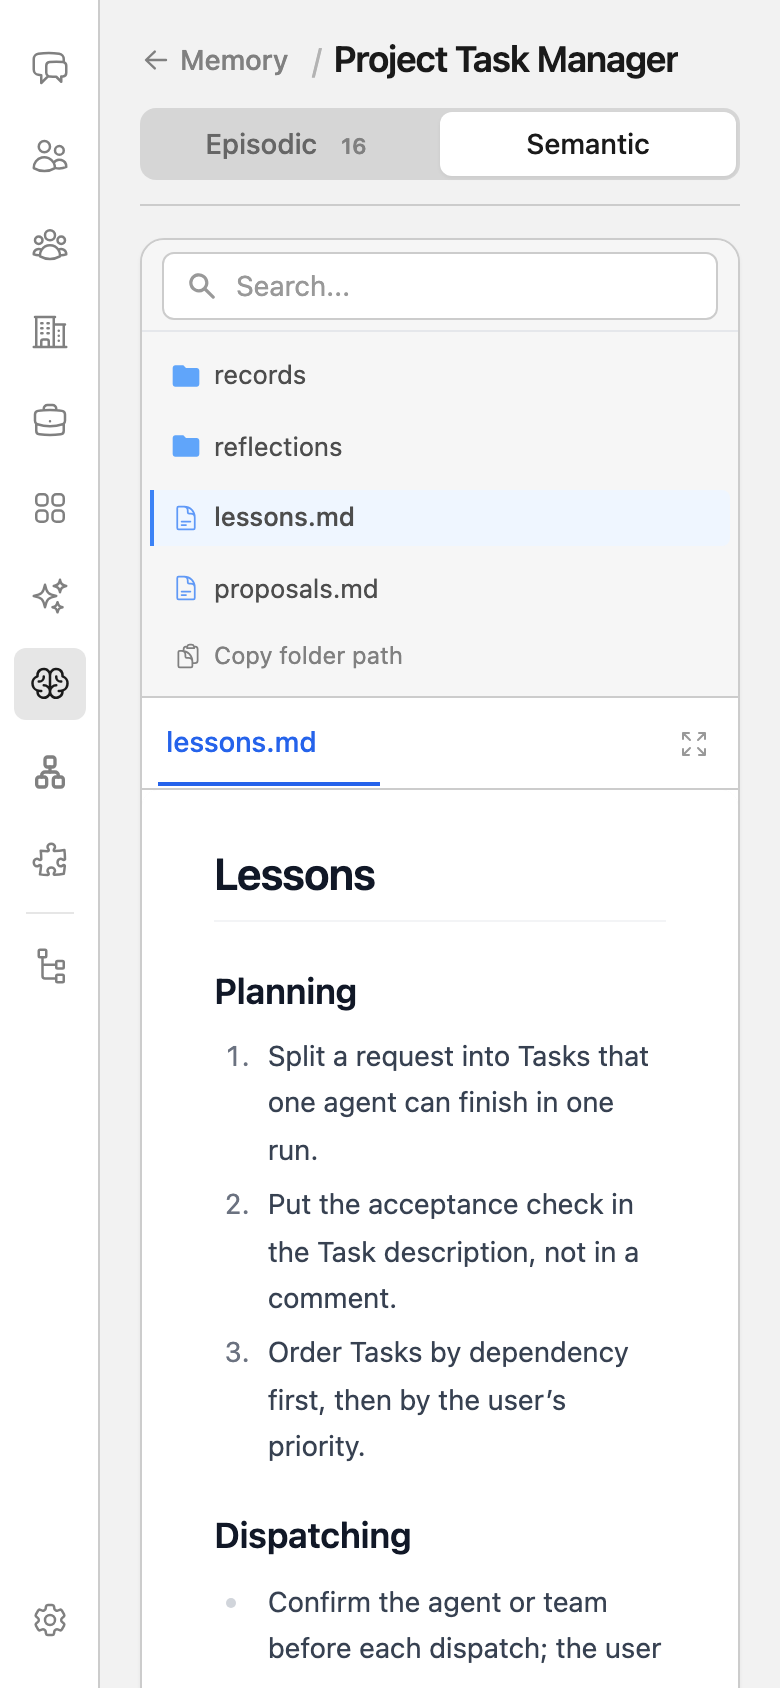 Memory / Project Task Manager
Episodic 16
Semantic
Search...
records
reflections
lessons.md
proposals.md
Copy folder path
lessons.md
Lessons
Planning
1. Split a request into Tasks that
one agent can finish in one
run.
2. Put the acceptance check in
the Task description, not in a
comment.
3. Order Tasks by dependency
first, then by the user’s
priority.
Dispatching
• Confirm the agent or team
before each dispatch; the user